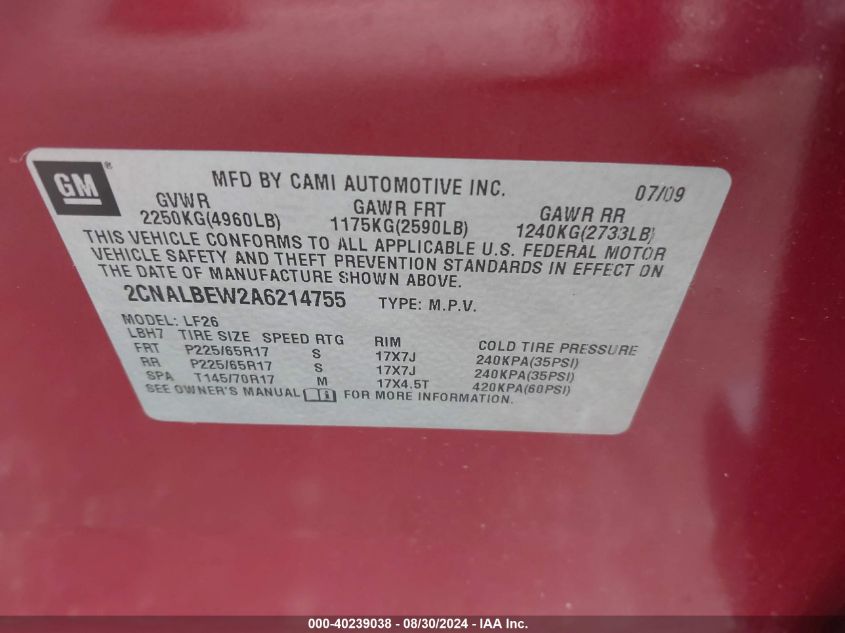 GM ®
MFD BY CAMI AUTOMOTIVE INC. 07/09
GVWR GAWR FRT GAWR RR
2250KG(4960LB) 1175KG(2590LB) 1240KG(2733LB)
THIS VEHICLE CONFORMS TO ALL APPLICABLE U.S. FEDERAL MOTOR
VEHICLE SAFETY AND THEFT PREVENTION STANDARDS IN EFFECT ON
THE DATE OF MANUFACTURE SHOWN ABOVE.
2CNALBEW2A6214755 TYPE: M.P.V.
MODEL: LF26
LBH7 TIRE SIZE SPEED RTG RIM COLD TIRE PRESSURE
FRT P225/65R17 S 17X7J 240KPA(35PSI)
RR P225/65R17 S 17X7J 240KPA(35PSI)
SPA T145/70R17 M 17X4.5T 420KPA(60PSI)
SEE OWNER'S MANUAL i FOR MORE INFORMATION.
000-40239038 - 08/30/2024 - IAA Inc.